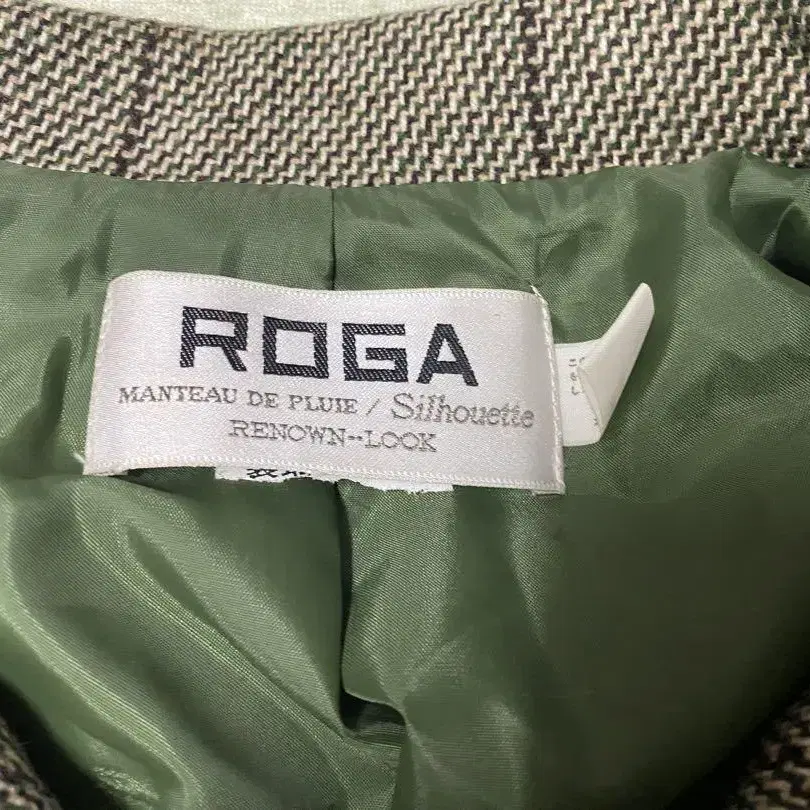 ROGA
MANTEAU DE PLUIE / Silhouette
RENOWN--LOOK